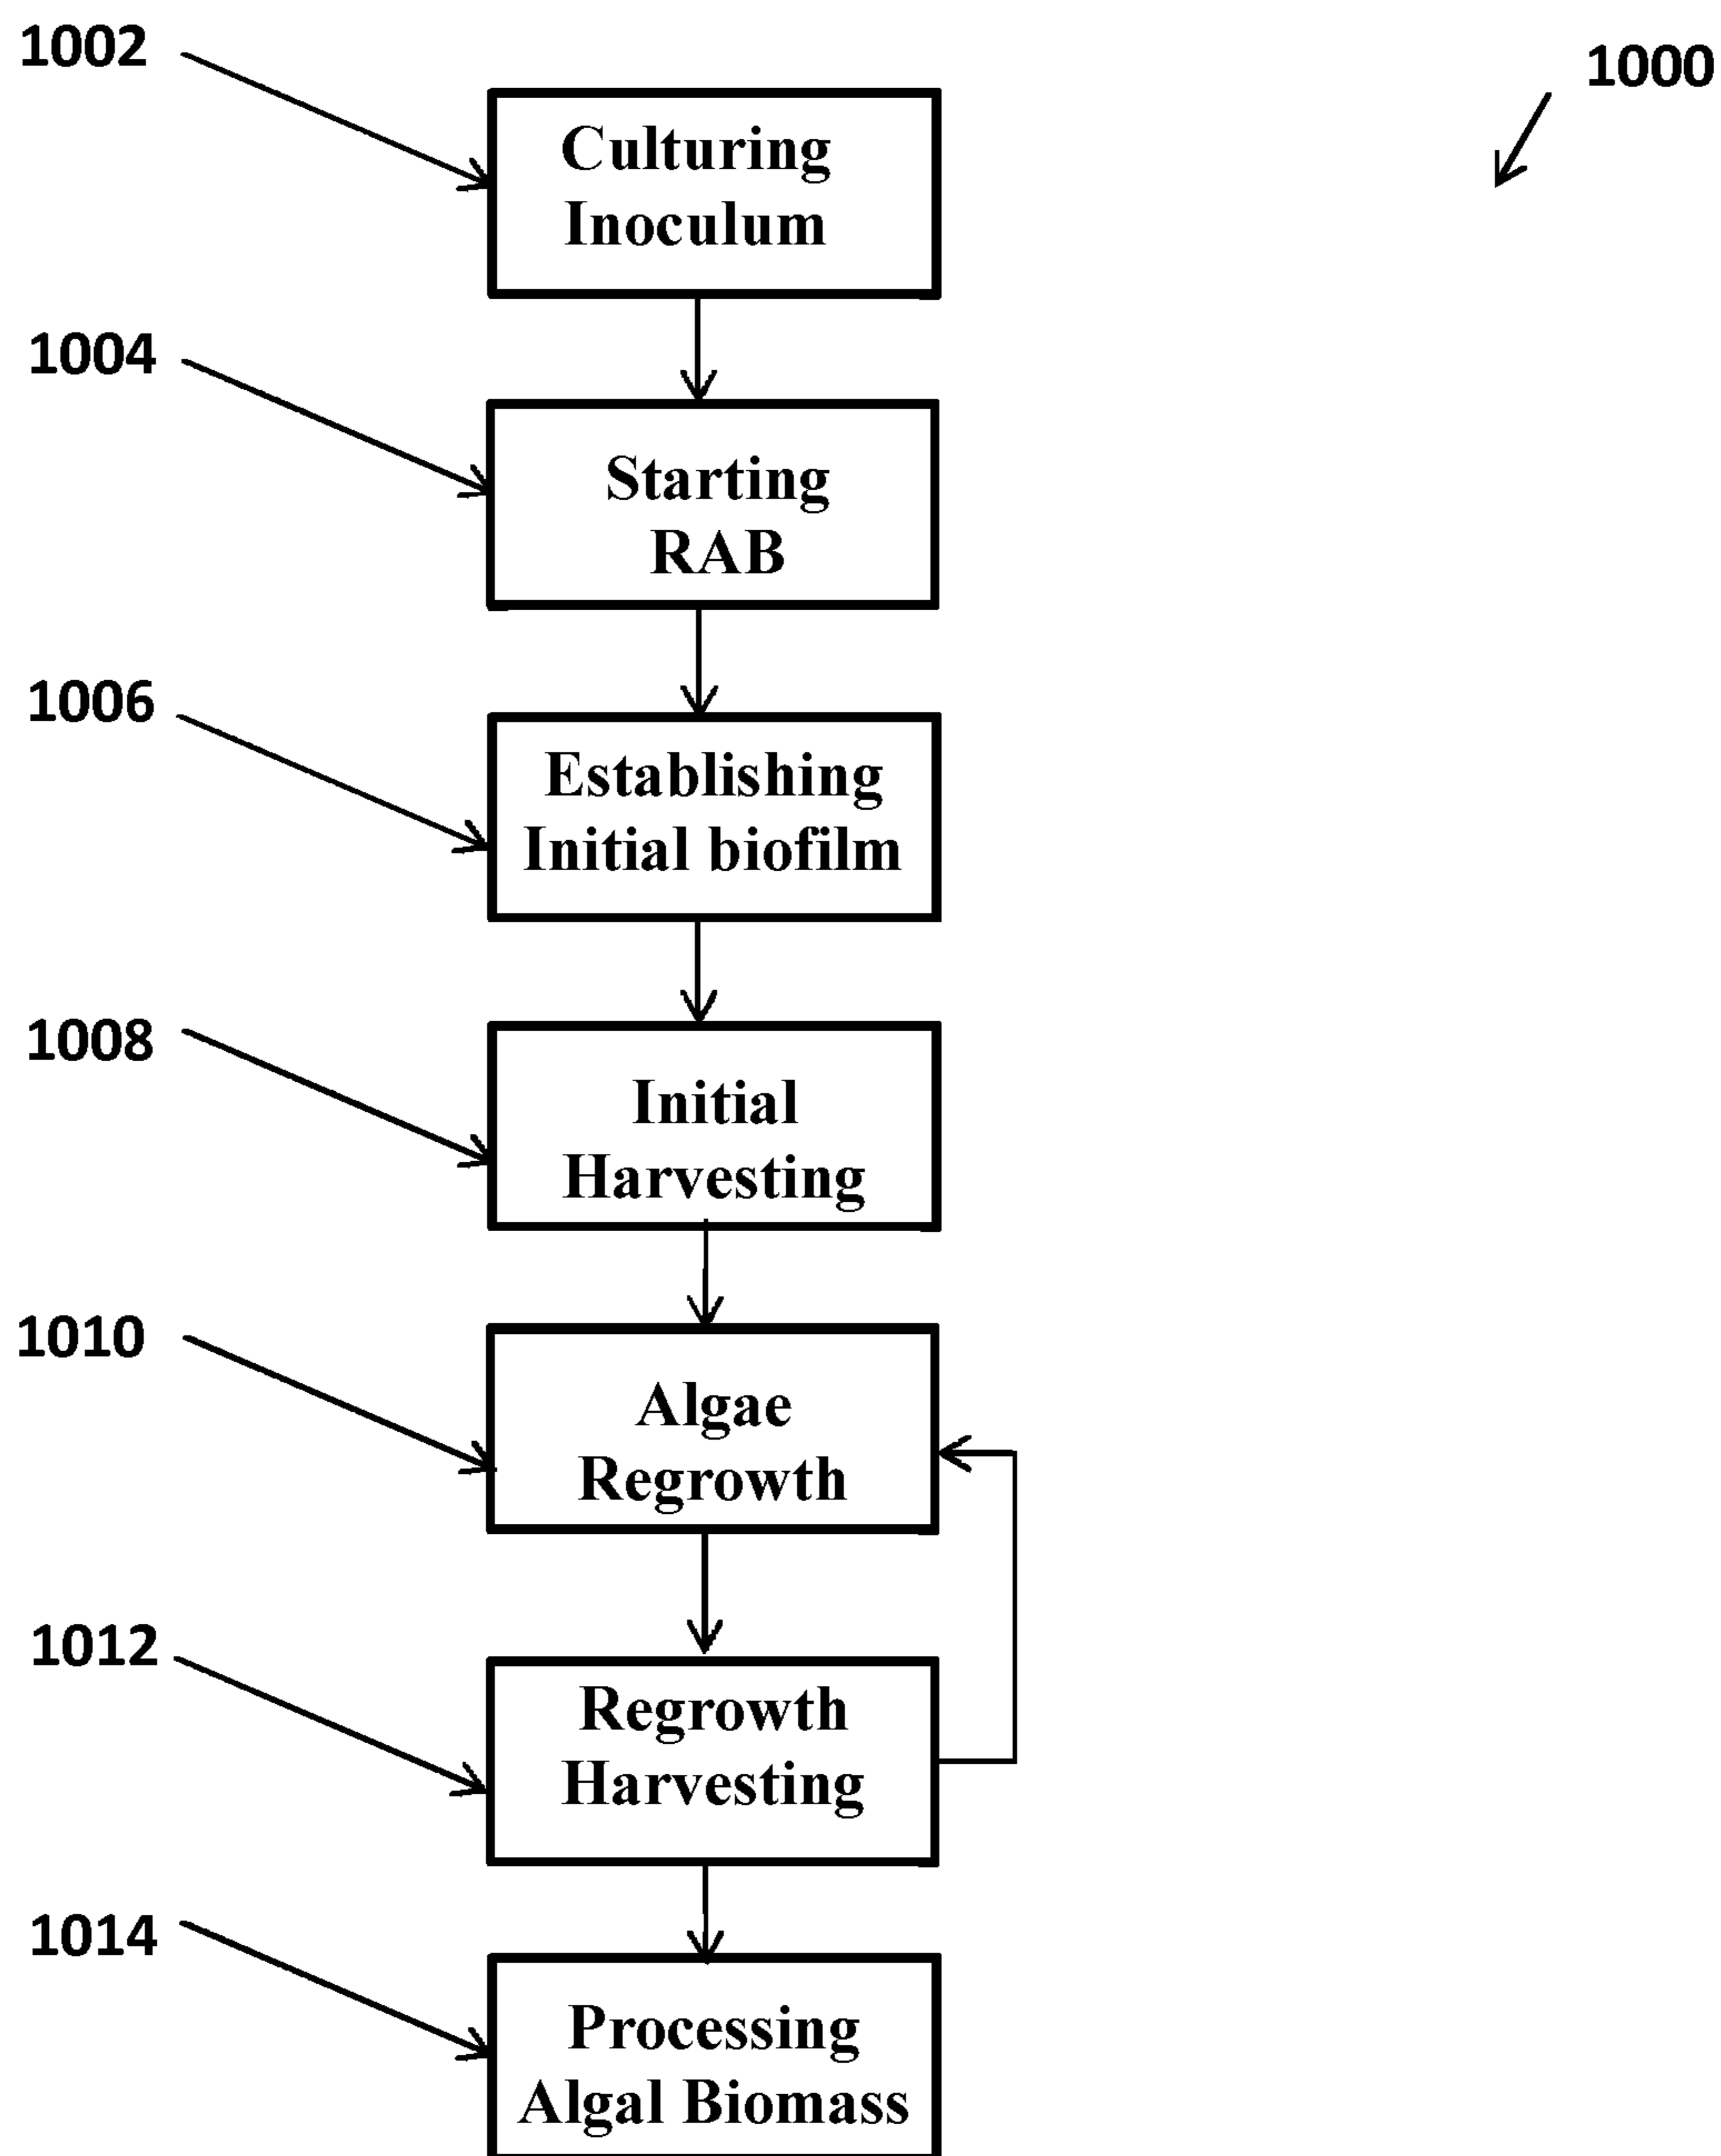 1002
1000
Culturing
Inoculum
1004
Starting
RAB
1006
Establishing
Initial biofilm
1008
Initial
Harvesting
1010
Algae
Regrowth
1012
Regrowth
Harvesting
1014
Processing
Algal Biomass